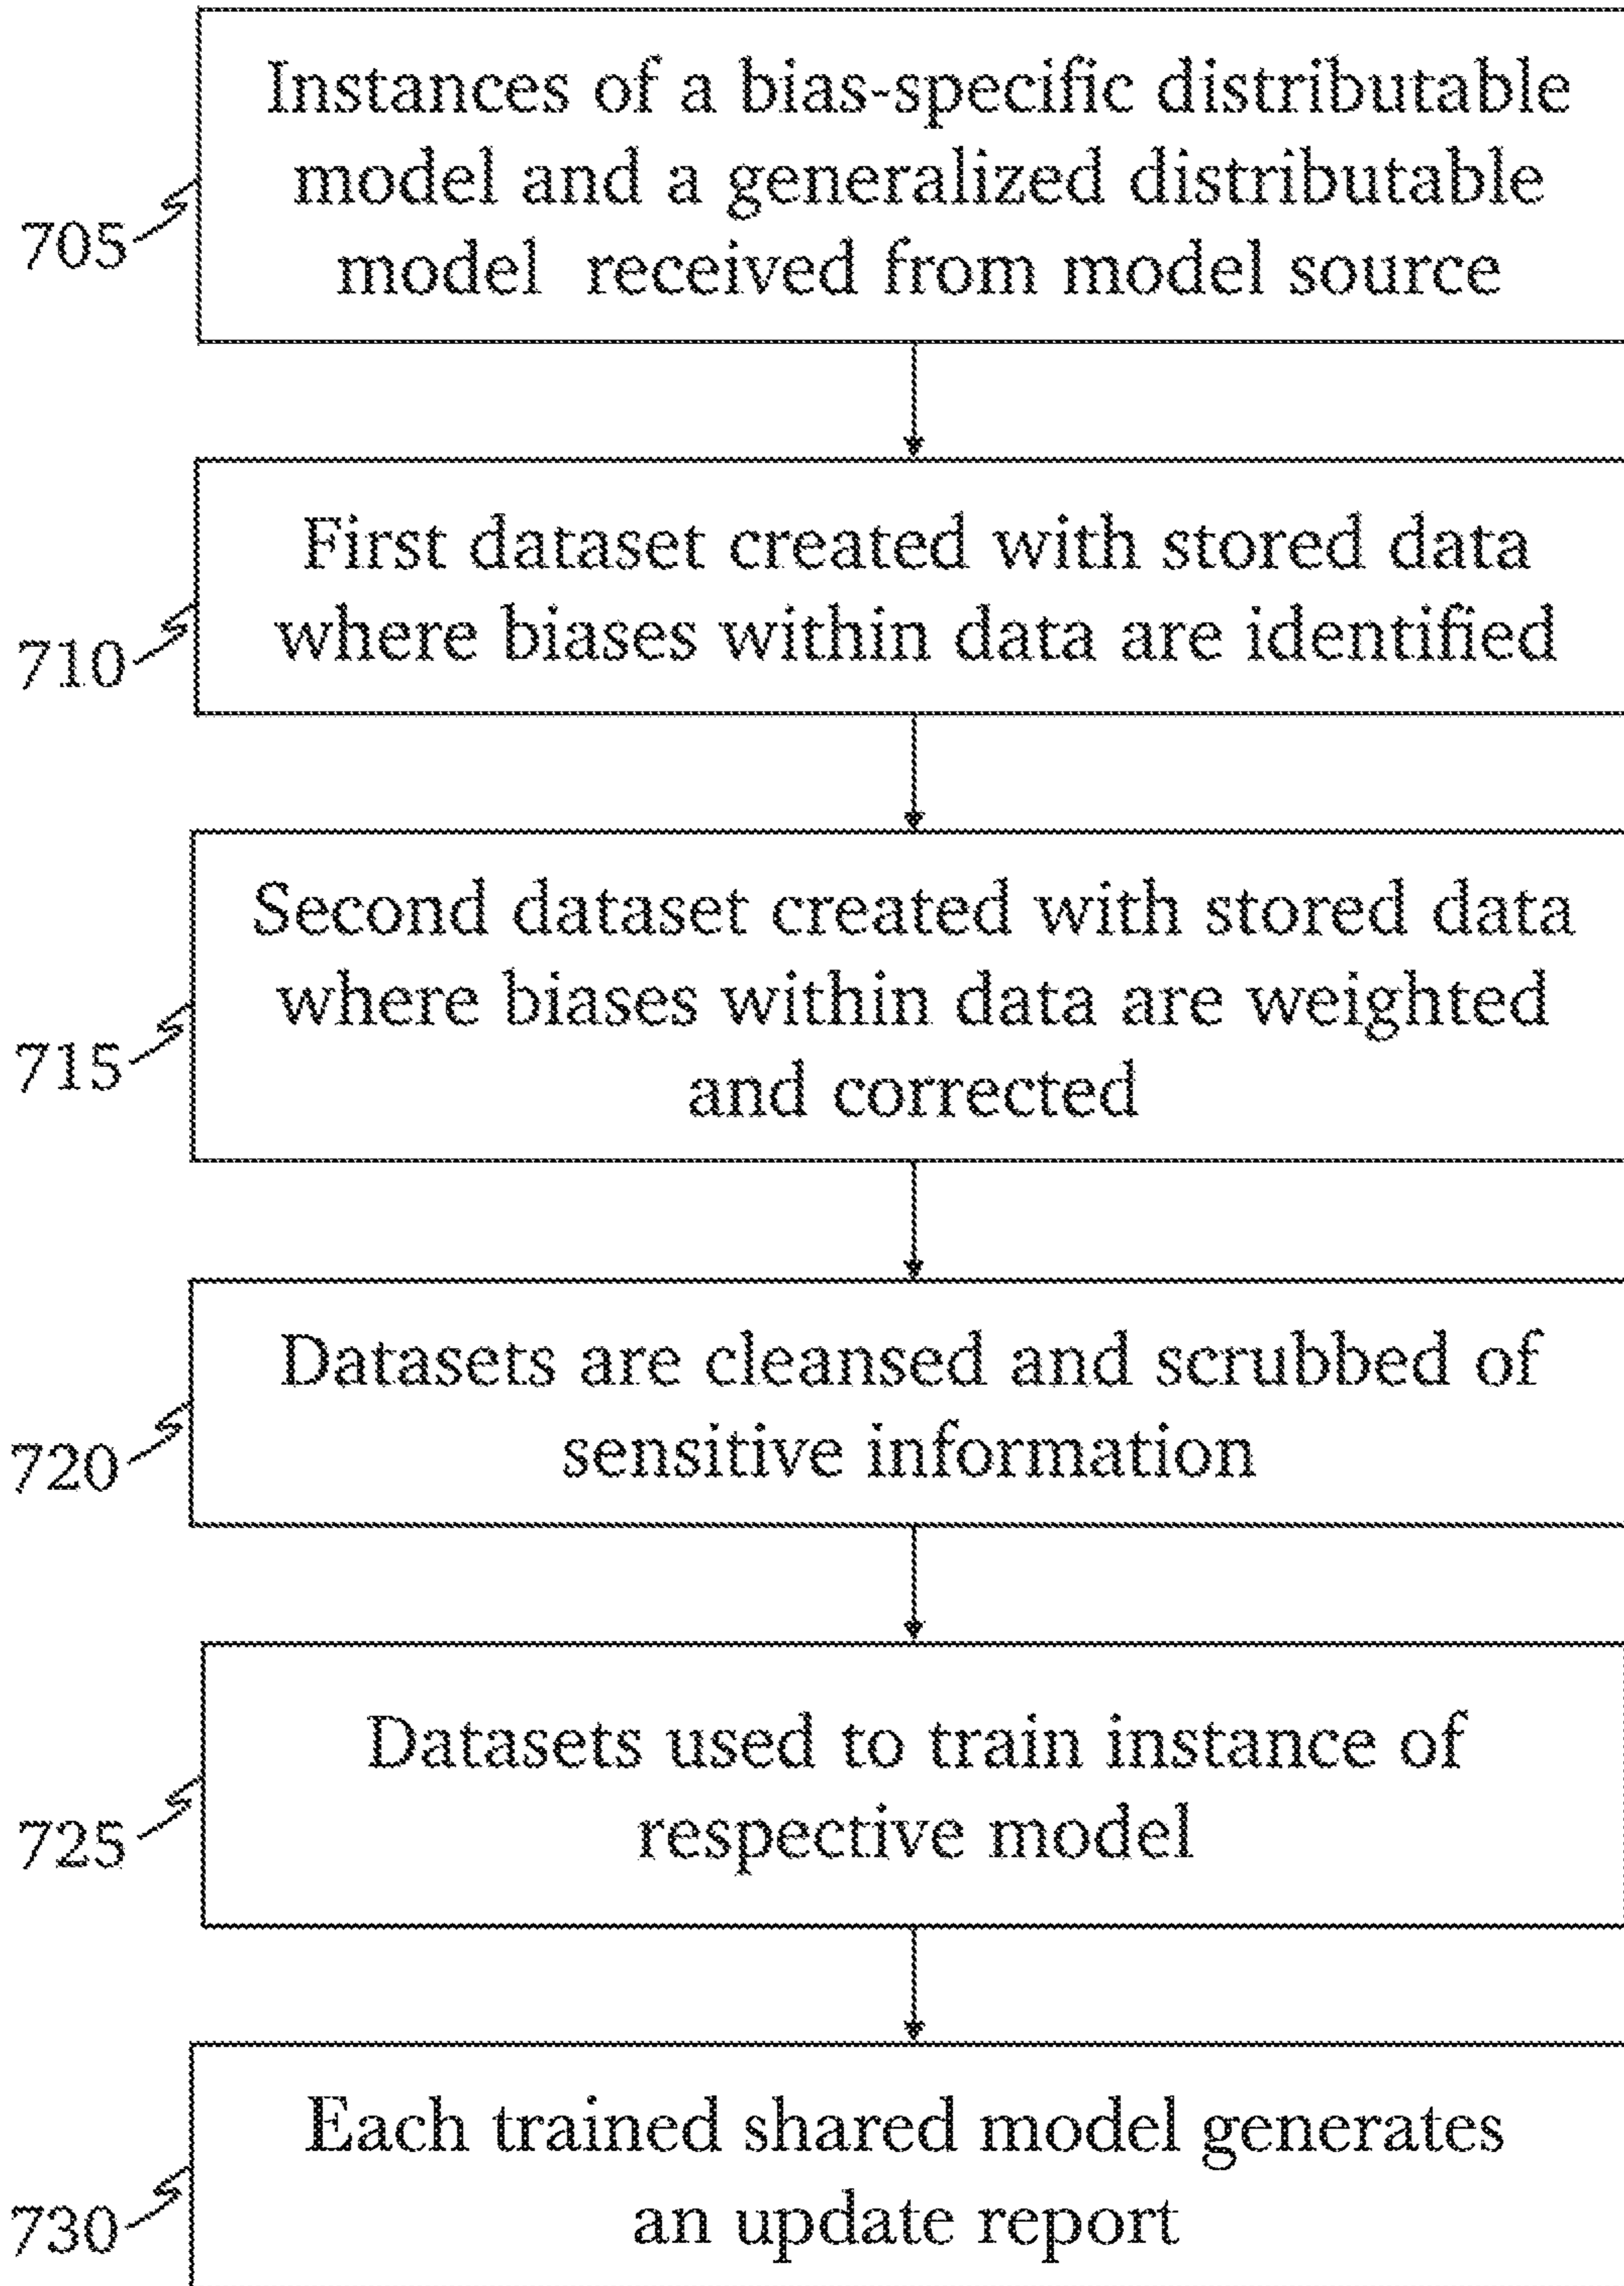 Instances of a bias-specific distributable
model and a generalized distributable
model received from model source
705
First dataset created with stored data
where biases within data are identified
710
Second dataset created with stored data
where biases within data are weighted
and corrected
715
Datasets are cleansed and scrubbed of
sensitive information
720
Datasets used to train instance of
respective model
725
Each trained shared model generates
an update report
730